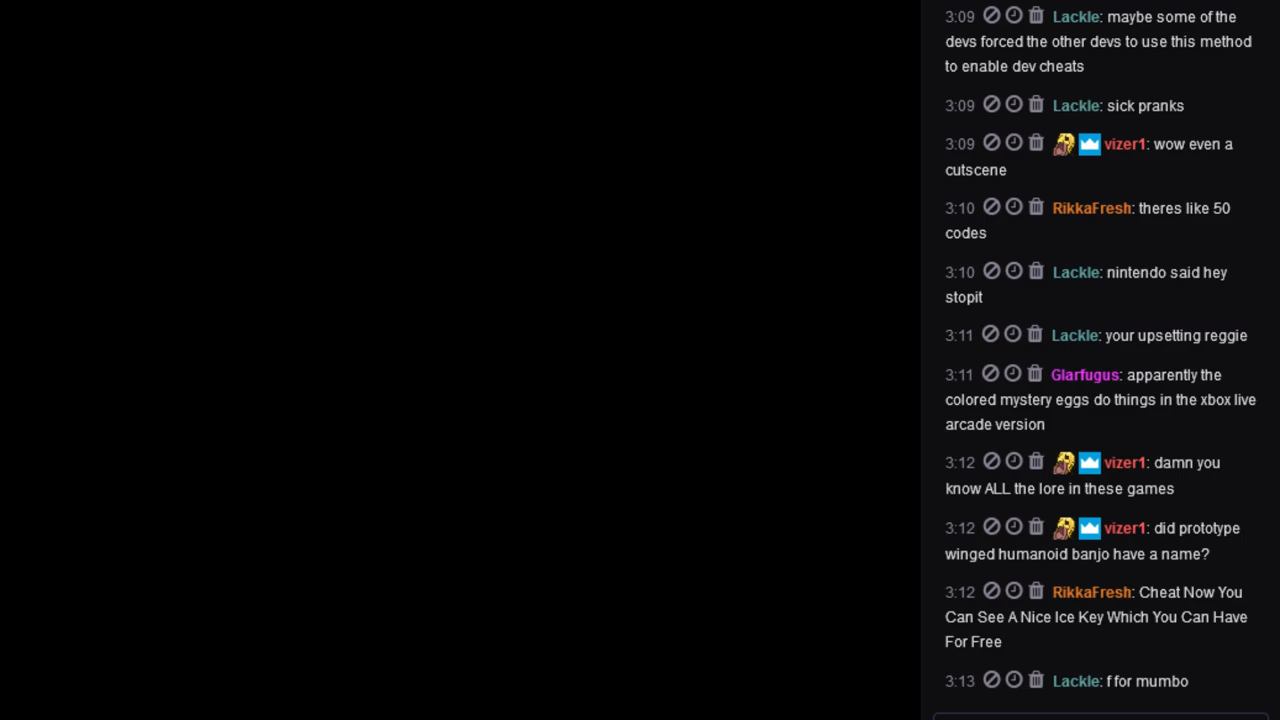 3:09 Lackle: maybe some of the
devs forced the other devs to use this method
to enable dev cheats
3:09 Lackle: sick pranks
3:09 vizer1: wow even a
cutscene
3:10 RikkaFresh: theres like 50
codes
3:10 Lackle: nintendo said hey
stopit
3:11 Lackle: your upsetting reggie
3:11 Glarfugus: apparently the
colored mystery eggs do things in the xbox live
arcade version
3:12 vizer1: damn you
know ALL the lore in these games
3:12 vizer1: did prototype
winged humanoid banjo have a name?
3:12 RikkaFresh: Cheat Now You
Can See A Nice Ice Key Which You Can Have
For Free
3:13 Lackle: f for mumbo